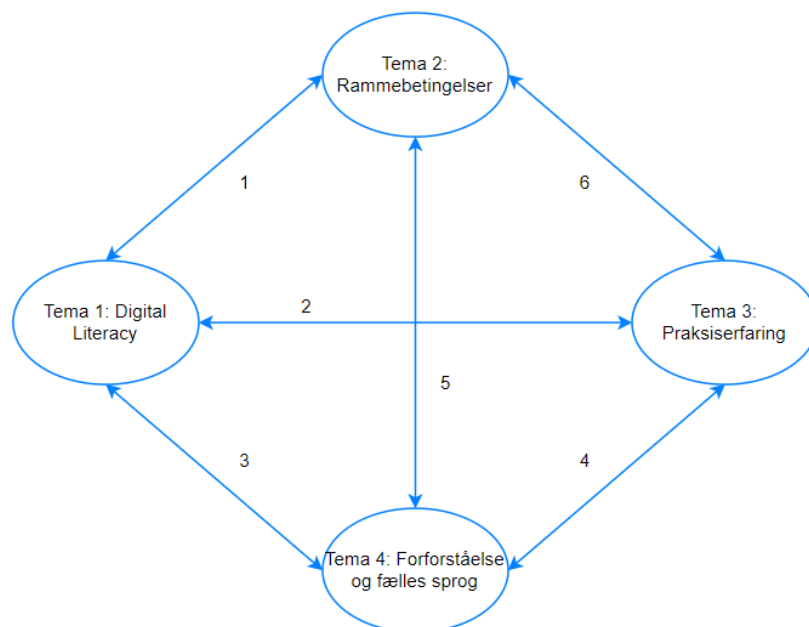 Tema 2:
Rammebetingelser
1
6
Tema 1: Digital
Literacy
2
Tema 3:
Praksiserfaring
5
3
4
Tema 4: Forforståelse
og fælles sprog